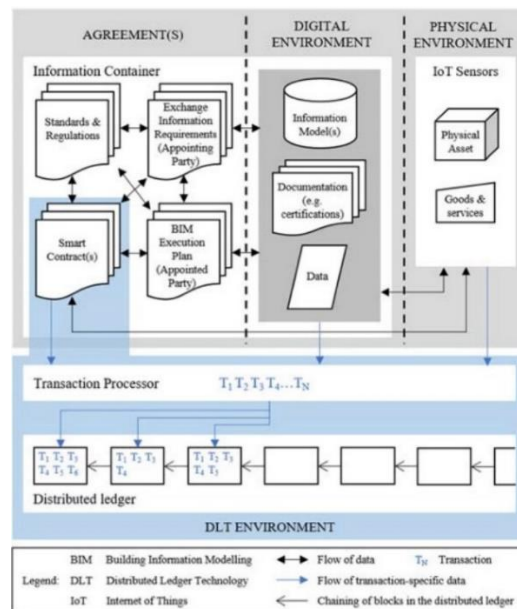 AGREEMENT(S)
DIGITAL
ENVIRONMENT
PHYSICAL
ENVIRONMENT
Information Container
Standards &
Regulations
Exchange
Information
Requirements
(Appointing
Party)
Smart
Contract(s)
BIM
Execution
Plan
(Appointed
Party)
Information
Model(s)
Documentation
(e.g.
certifications)
Data
IoT Sensors
Physical
Asset
Goods &
services
Transaction Processor
T1 T2 T3 T4...TN
T1 T2 T3
T4 T5 T6
T1 T2 T3
T4
T1 T2 T3
T4 T5
Distributed ledger
DLT ENVIRONMENT
Legend:
BIM Building Information Modelling
DLT Distributed Ledger Technology
IoT Internet of Things
Flow of data
TN Transaction
Flow of transaction-specific data
Chaining of blocks in the distributed ledger